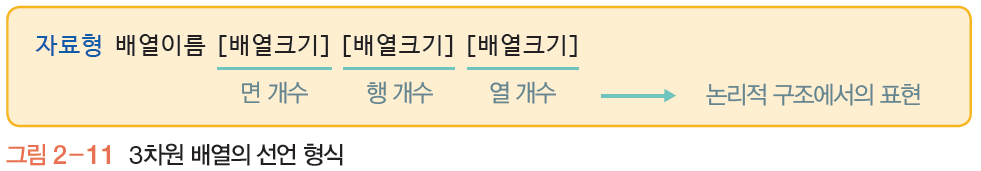 자료형 배열이름 [배열크기] [배열크기] [배열크기]
면 개수 행 개수 열 개수 논리적 구조에서의 표현
그림 2-11 3차원 배열의 선언 형식